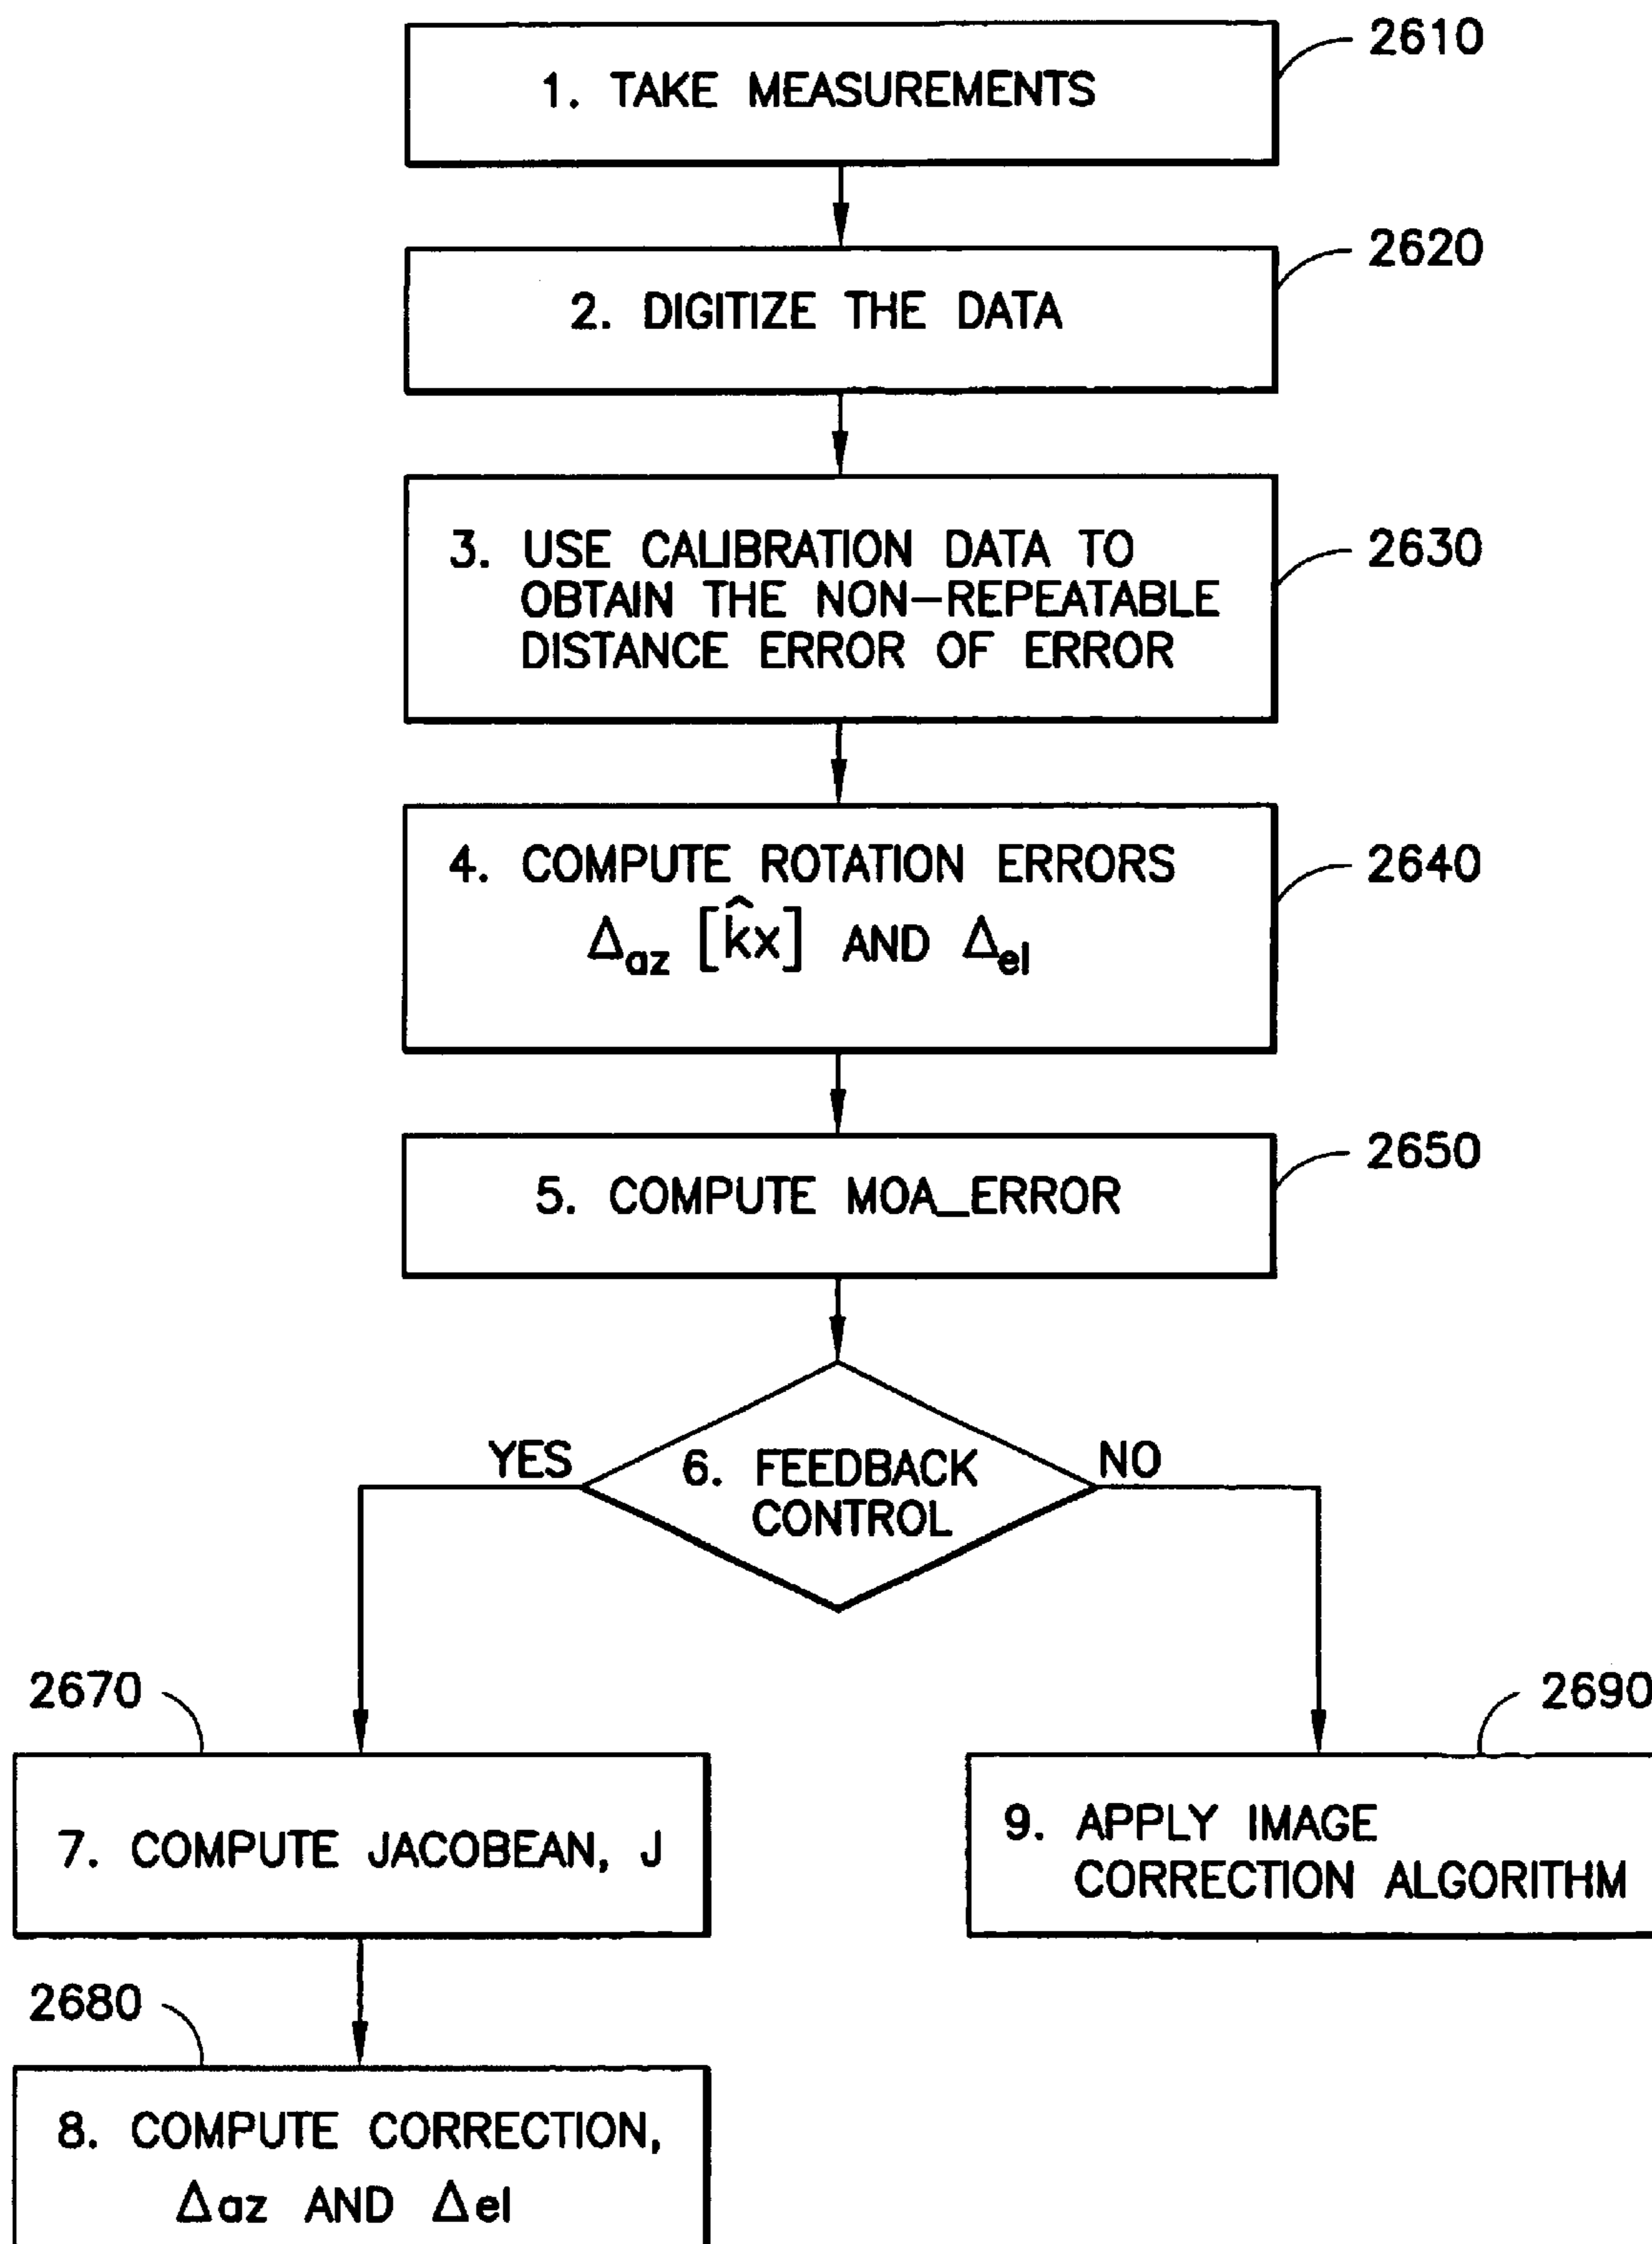 1. TAKE MEASUREMENTS
2610
2. DIGITIZE THE DATA
2620
3. USE CALIBRATION DATA TO
OBTAIN THE NON-REPEATABLE
DISTANCE ERROR OF ERROR
2630
4. COMPUTE ROTATION ERRORS
Δaz [k̂x] AND Δel
2640
5. COMPUTE MOA_ERROR
2650
YES
6. FEEDBACK
CONTROL
NO
2670
7. COMPUTE JACOBEAN, J
2690
9. APPLY IMAGE
CORRECTION ALGORITHM
2680
8. COMPUTE CORRECTION,
Δaz AND Δel